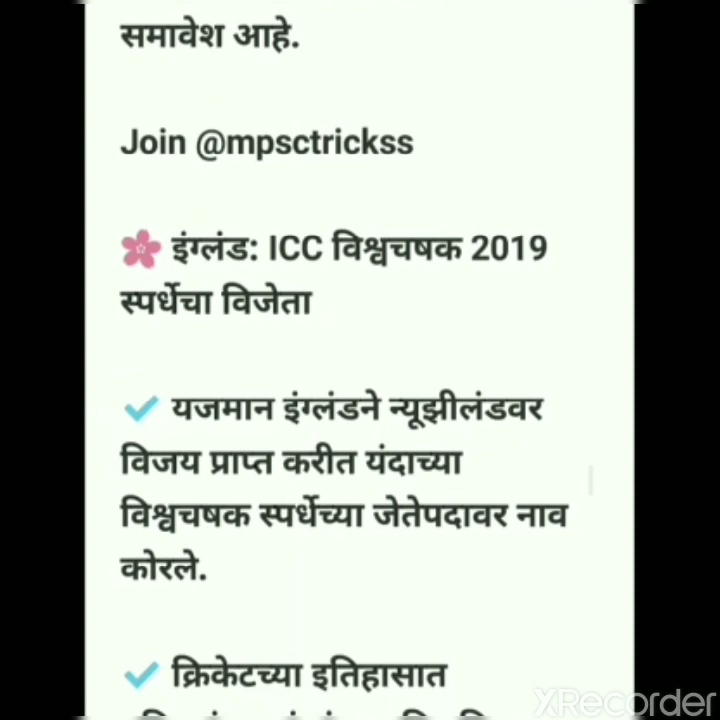 समावेश आहे.
Join @mpsctrickss
🌸 इंग्लंड: ICC विश्वचषक 2019
स्पर्धेचा विजेता
✔ यजमान इंग्लंडने न्यूझीलंडवर
विजय प्राप्त करीत यंदाच्या
विश्वचषक स्पर्धेच्या जेतेपदावर नाव
कोरले.
✔ क्रिकेटच्या इतिहासात
XRecorder